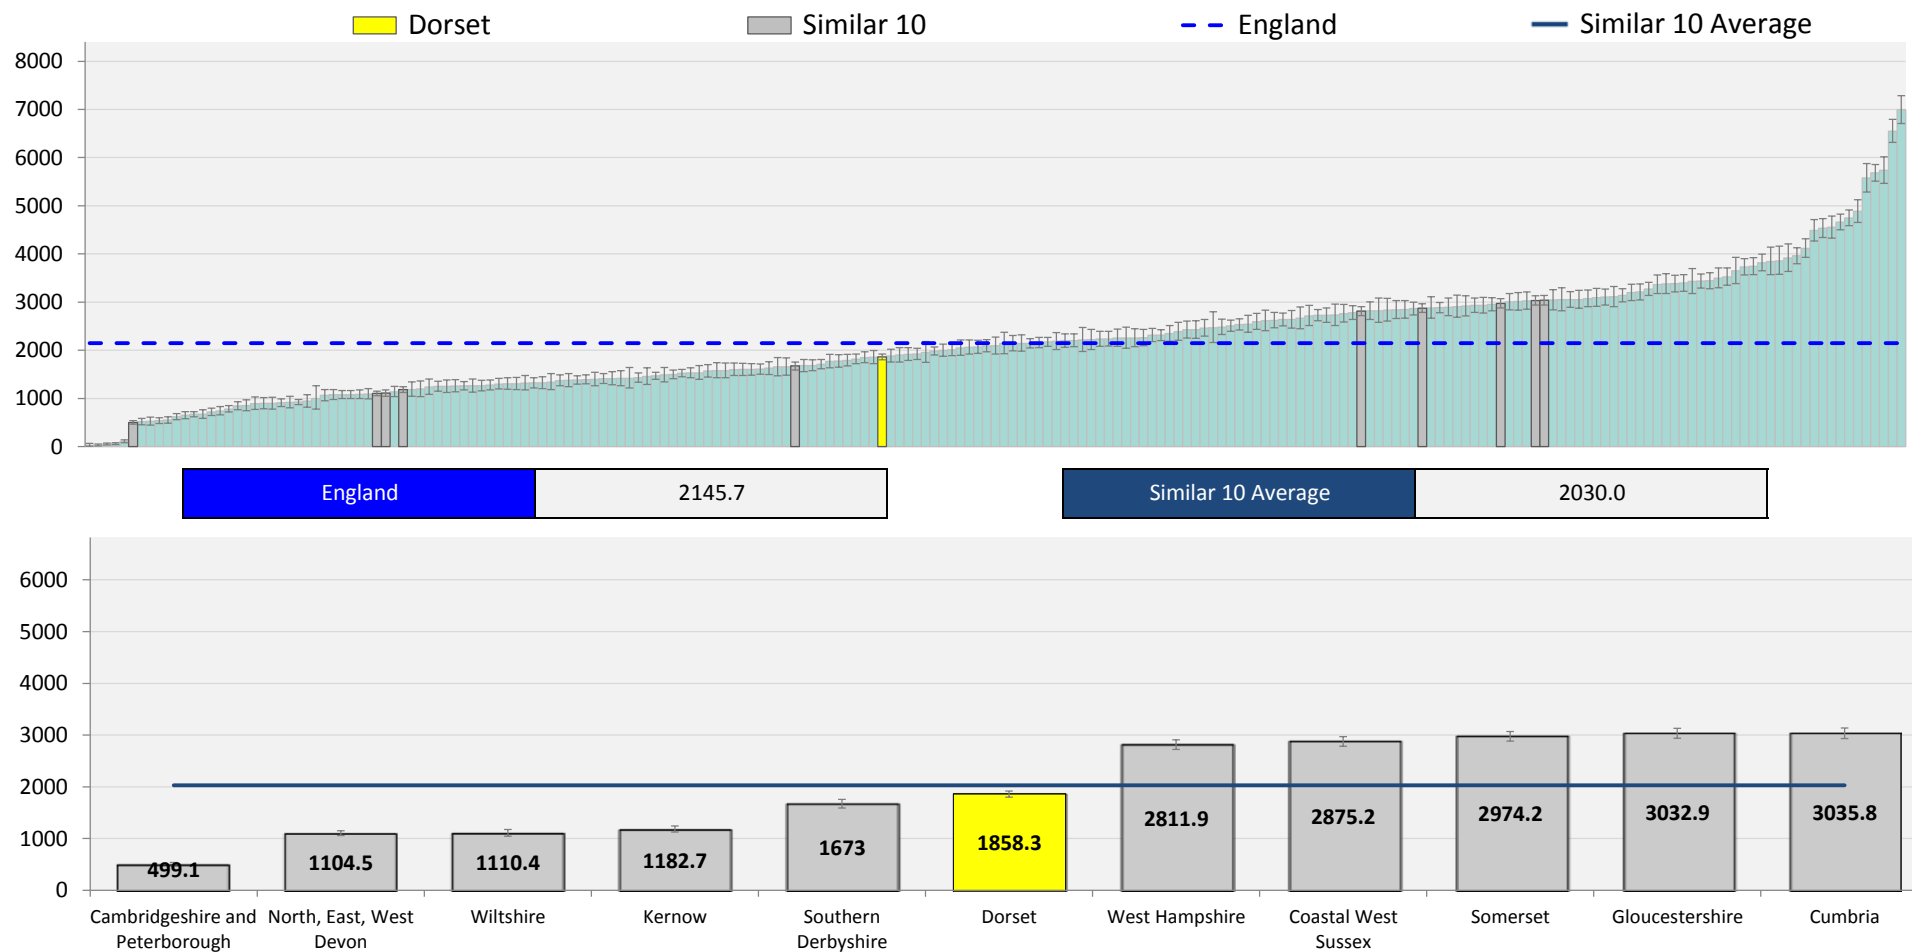 Dorset
Similar 10
England
Similar 10 Average
8000
7000
6000
5000
4000
3000
2000
1000
0
England
2145.7
Similar 10 Average
2030.0
6000
5000
4000
3000
2000
1000
0
499.1
1104.5
1110.4
1182.7
1673
1858.3
2811.9
2875.2
2974.2
3032.9
3035.8
Cambridgeshire and
Peterborough
North, East, West
Devon
Wiltshire
Kernow
Southern
Derbyshire
Dorset
West Hampshire
Coastal West
Sussex
Somerset
Gloucestershire
Cumbria